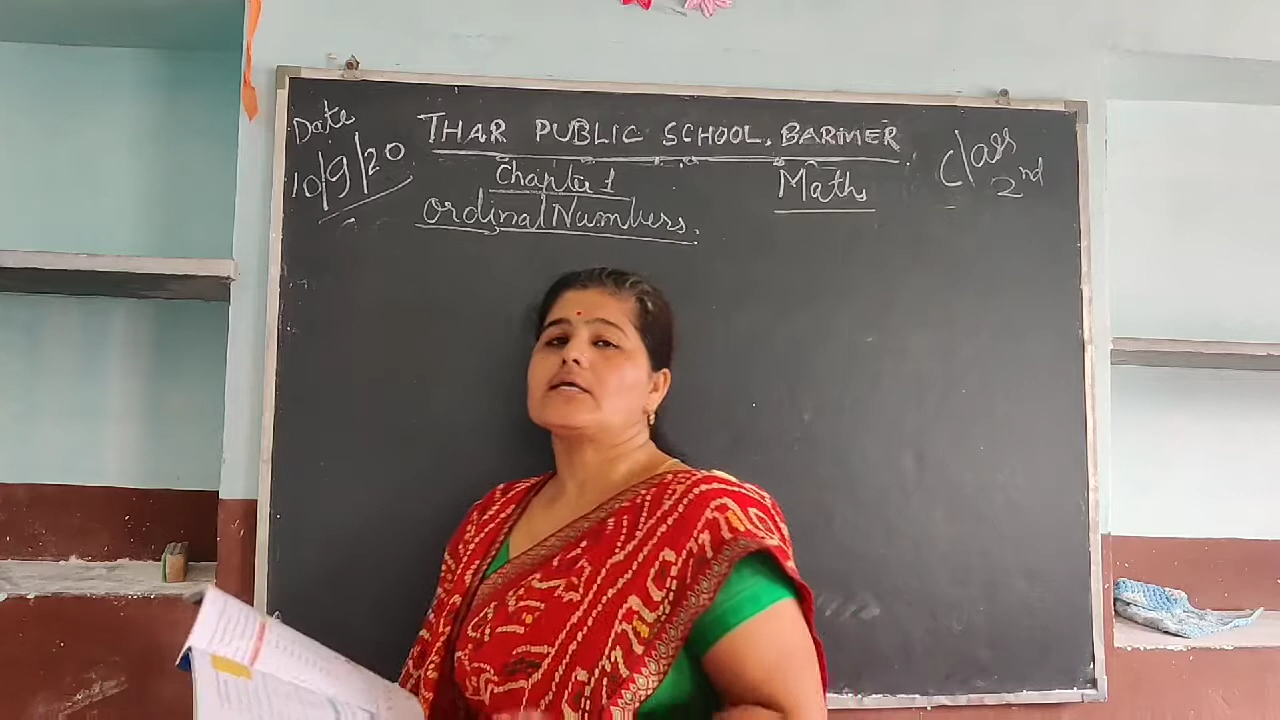 Date
10/9/20
THAR PUBLIC SCHOOL, BARMER
Chapter 1
Maths
Class
2nd
Ordinal Numbers.